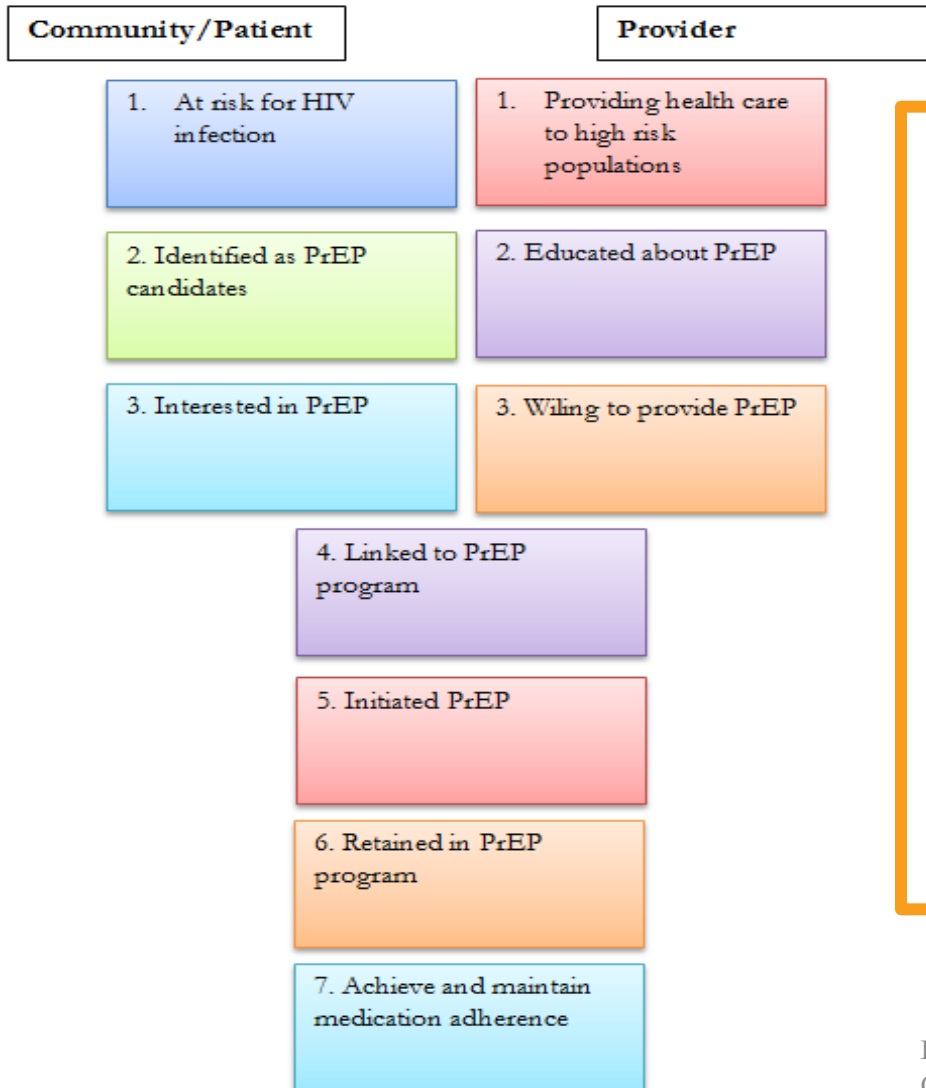 Community/Patient
Provider
1. At risk for HIV
infection
1. Providing health care
to high risk
populations
2. Identified as PrEP
candidates
2. Educated about PrEP
3. Interested in PrEP
3. Wiling to provide PrEP
4. Linked to PrEP
program
5. Initiated PrEP
6. Retained in PrEP
program
7. Achieve and maintain
medication adherence